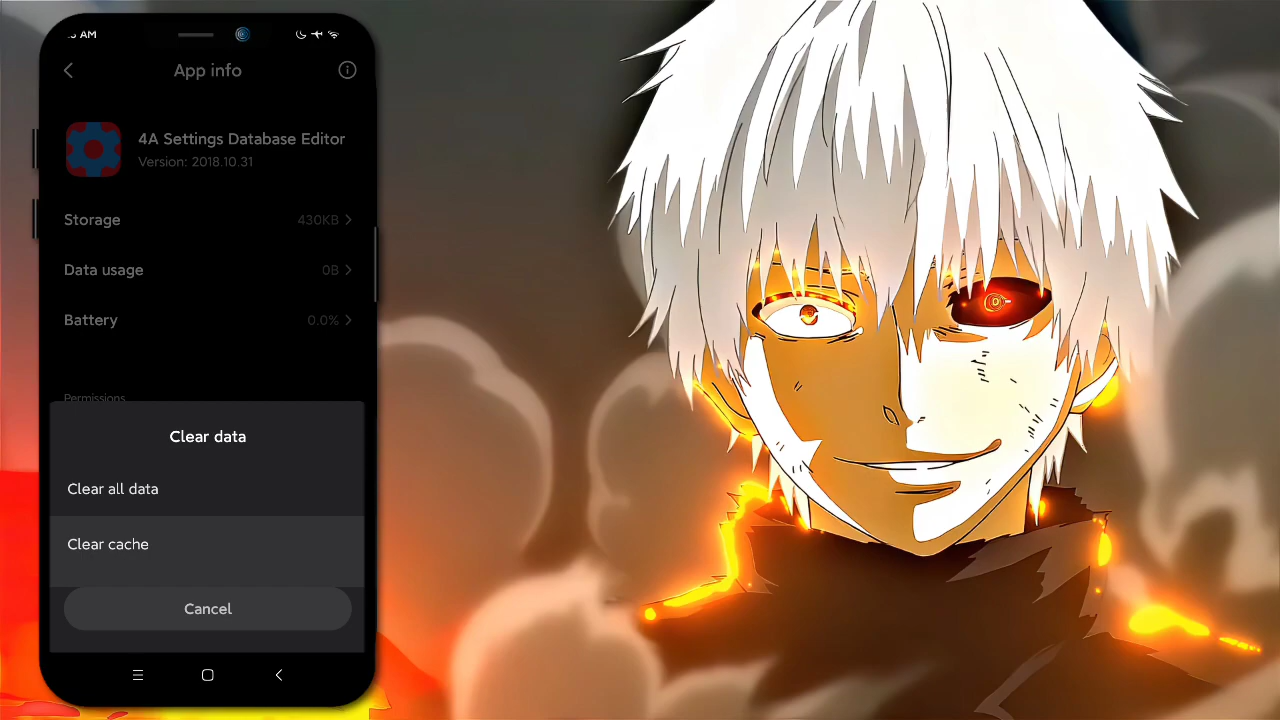 AM
App info
4A Settings Database Editor
Version: 2018.10.31
Storage 430KB
Data usage 0B
Battery 0.0%
Permissions
Clear data
Clear all data
Clear cache
Cancel